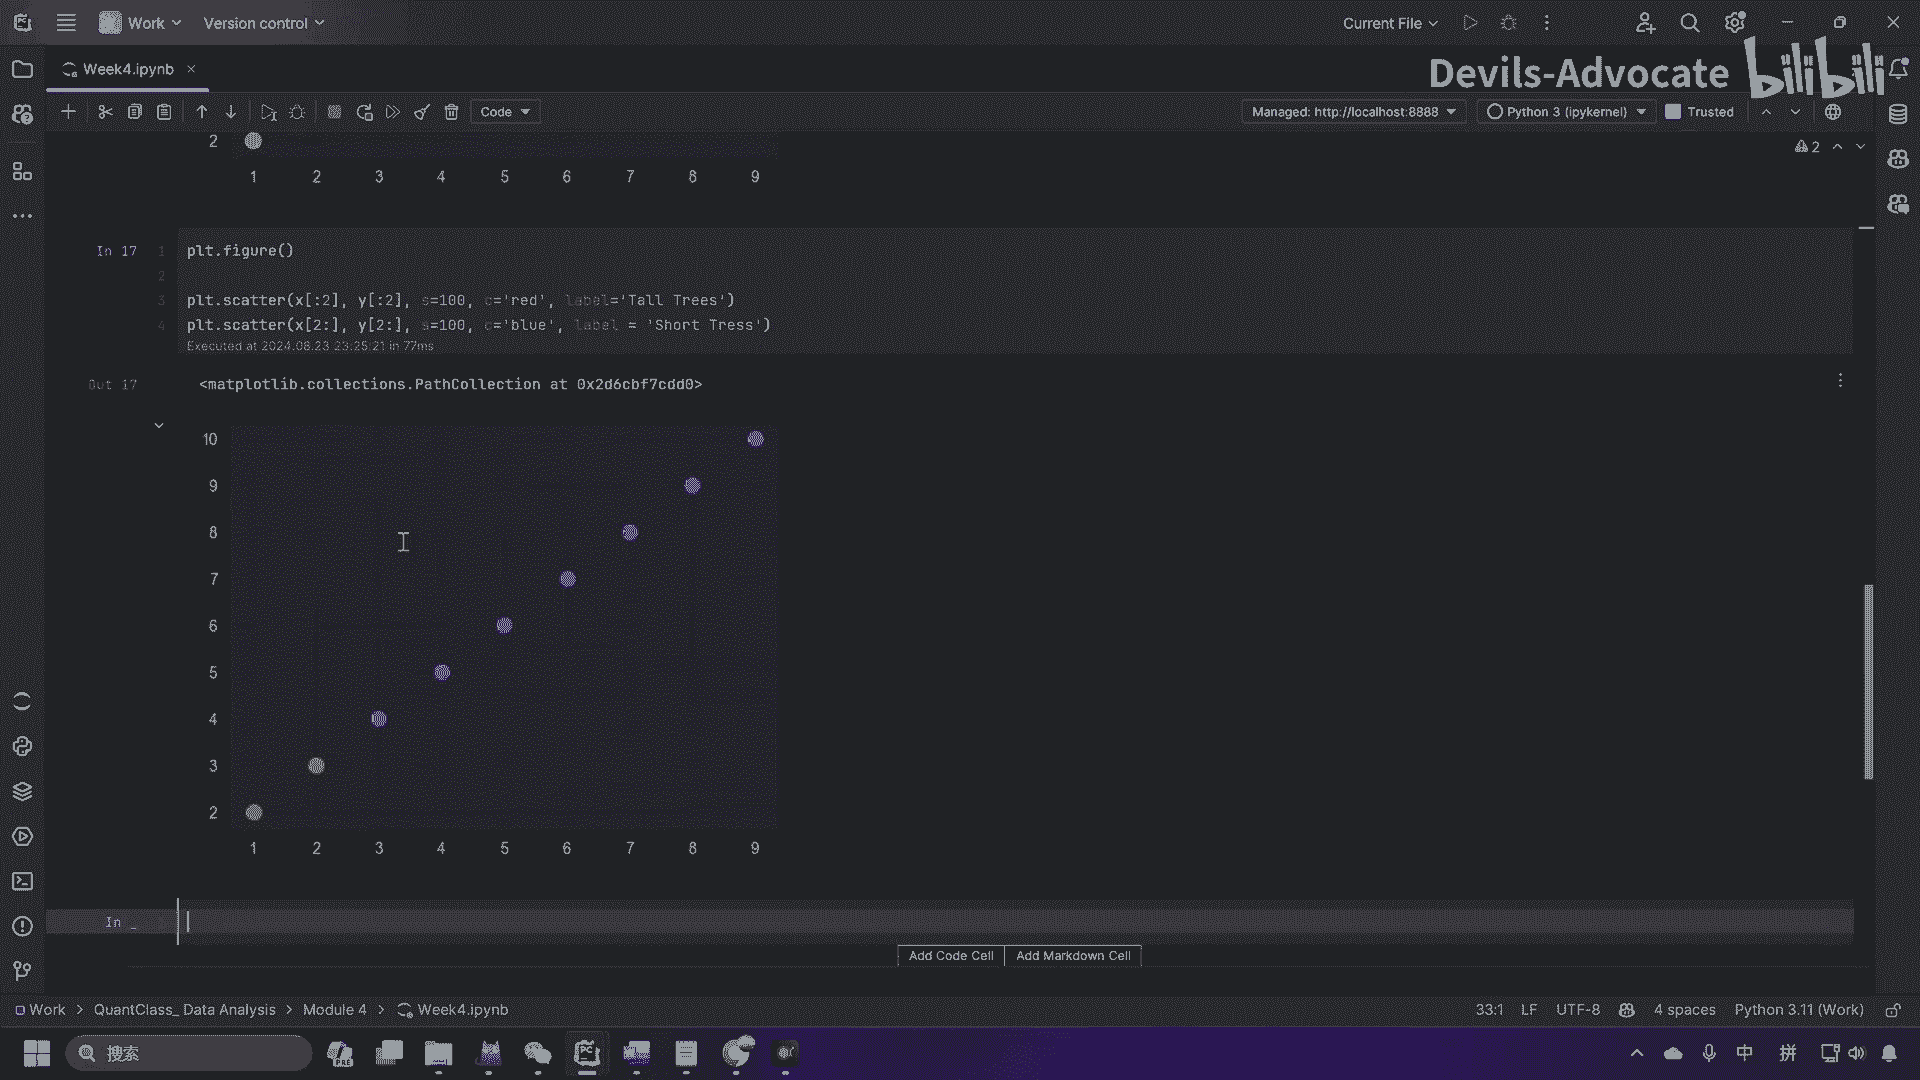 Work
Version control
Current File
Week4.ipynb
Devils-Advocate bilibili
Code
Managed: http://localhost:8888
Python 3 (ipykernel)
Trusted
2
2
1 2 3 4 5 6 7 8 9
In 17
1 plt.figure()
2
3 plt.scatter(x[:2], y[:2], s=100, c='red', label='Tall Trees')
4 plt.scatter(x[2:], y[2:], s=100, c='blue', label = 'Short Tress')
Executed at 2024.08.23 23:25:21 in 77ms
Out 17
<matplotlib.collections.PathCollection at 0x2d6cbf7cdd0>
10
9
8
7
6
5
4
3
2
1 2 3 4 5 6 7 8 9
In _
Add Code Cell
Add Markdown Cell
Work > QuantClass_ Data Analysis > Module 4 > Week4.ipynb
33:1 LF UTF-8 4 spaces Python 3.11 (Work)
搜索
PRE
PC
中
拼